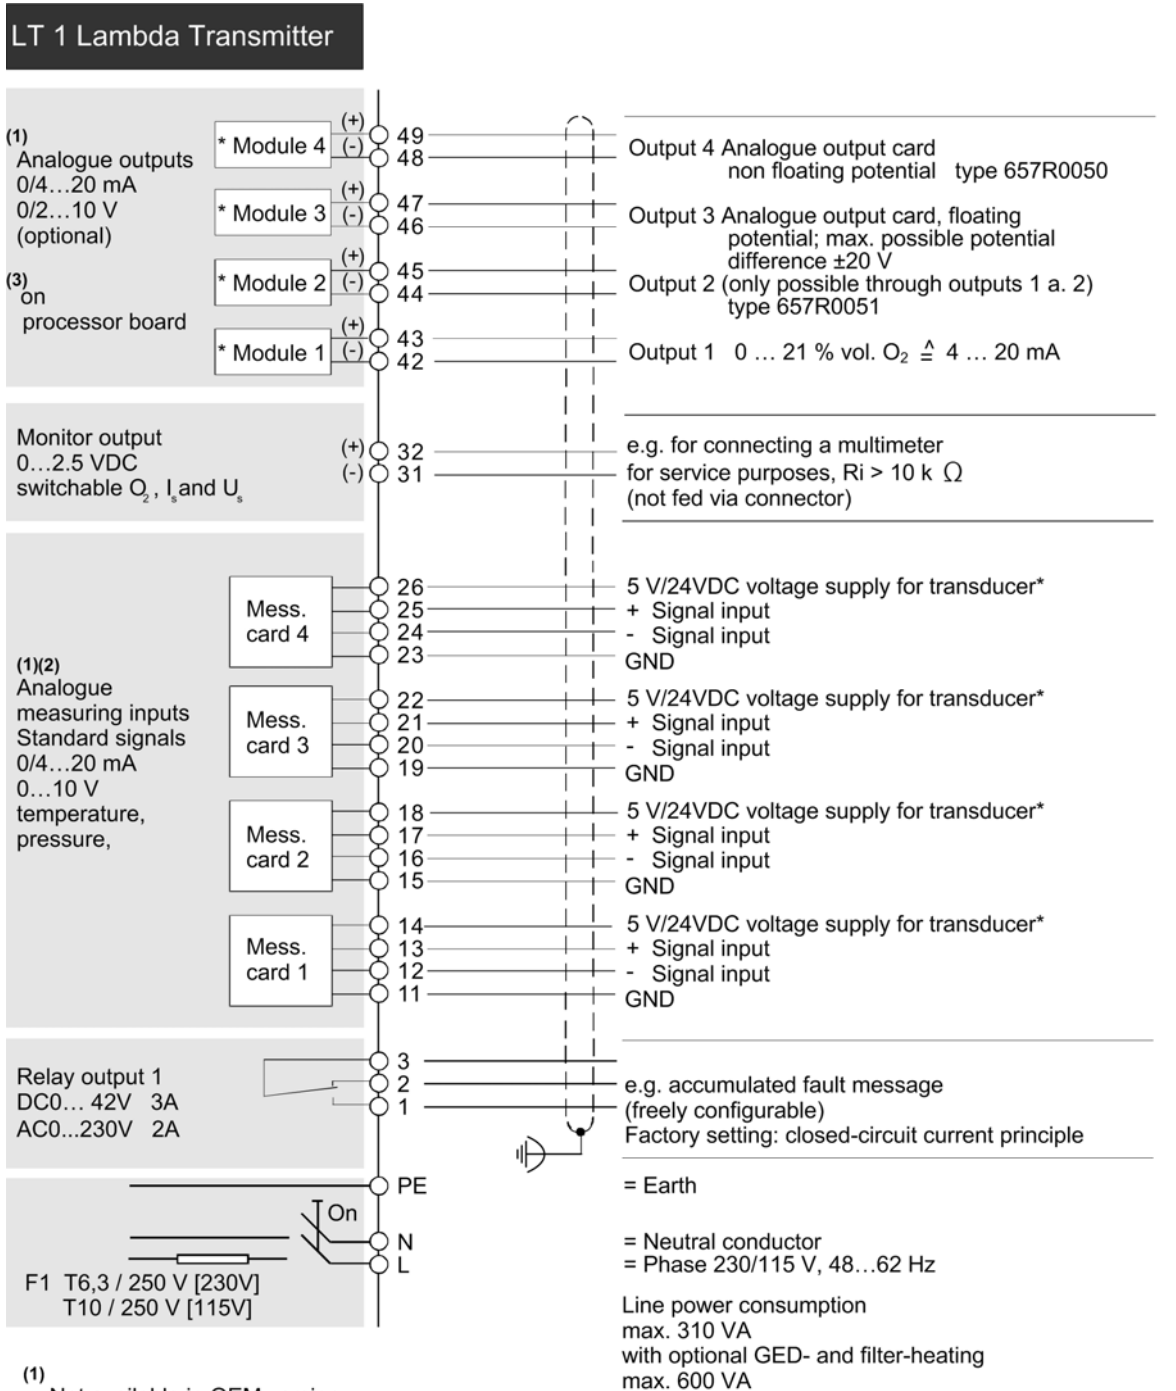 LT 1 Lambda Transmitter
(1)
Analogue outputs
0/4...20 mA
0/2...10 V
(optional)
(3)
on
processor board
* Module 4 (+) (-)
49
48
* Module 3 (+) (-)
47
46
* Module 2 (+) (-)
45
44
* Module 1 (+) (-)
43
42
Output 4 Analogue output card
non floating potential type 657R0050
Output 3 Analogue output card, floating
potential; max. possible potential
difference ±20 V
Output 2 (only possible through outputs 1 a. 2)
type 657R0051
Output 1 0 ... 21 % vol. O₂ ≙ 4 ... 20 mA
Monitor output
0...2.5 VDC
switchable O₂ , Iₛ and Uₛ
(+) 32
(-) 31
e.g. for connecting a multimeter
for service purposes, Ri > 10 k Ω
(not fed via connector)
(1)(2)
Analogue
measuring inputs
Standard signals
0/4...20 mA
0...10 V
temperature,
pressure,
Mess.
card 4
26 5 V/24VDC voltage supply for transducer*
25 + Signal input
24 - Signal input
23 GND
Mess.
card 3
22 5 V/24VDC voltage supply for transducer*
21 + Signal input
20 - Signal input
19 GND
Mess.
card 2
18 5 V/24VDC voltage supply for transducer*
17 + Signal input
16 - Signal input
15 GND
Mess.
card 1
14 5 V/24VDC voltage supply for transducer*
13 + Signal input
12 - Signal input
11 GND
Relay output 1
DC0... 42V 3A
AC0...230V 2A
3
2
1
e.g. accumulated fault message
(freely configurable)
Factory setting: closed-circuit current principle
PE = Earth
On
N = Neutral conductor
L = Phase 230/115 V, 48...62 Hz
F1 T6,3 / 250 V [230V]
T10 / 250 V [115V]
Line power consumption
max. 310 VA
with optional GED- and filter-heating
max. 600 VA
(1)